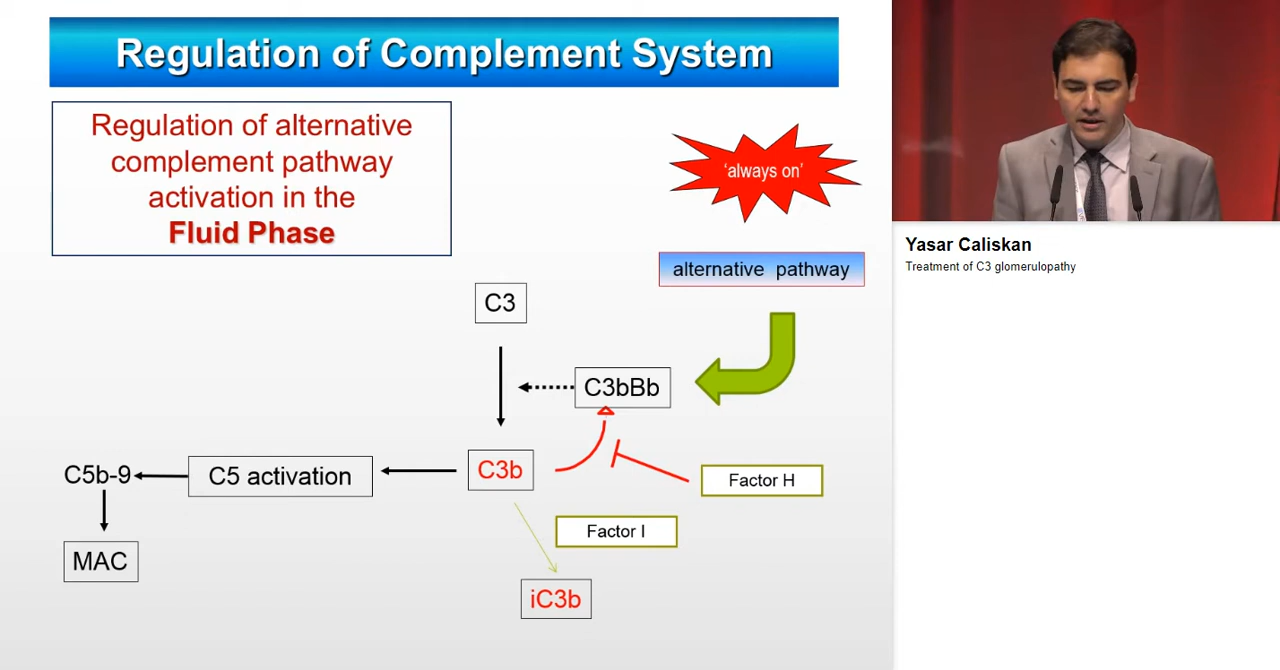 Regulation of Complement System
Regulation of alternative
complement pathway
activation in the
Fluid Phase
'always on'
alternative pathway
C3
C3bBb
C3b
C5 activation
C5b-9
Factor H
Factor I
MAC
iC3b
Yasar Caliskan
Treatment of C3 glomerulopathy